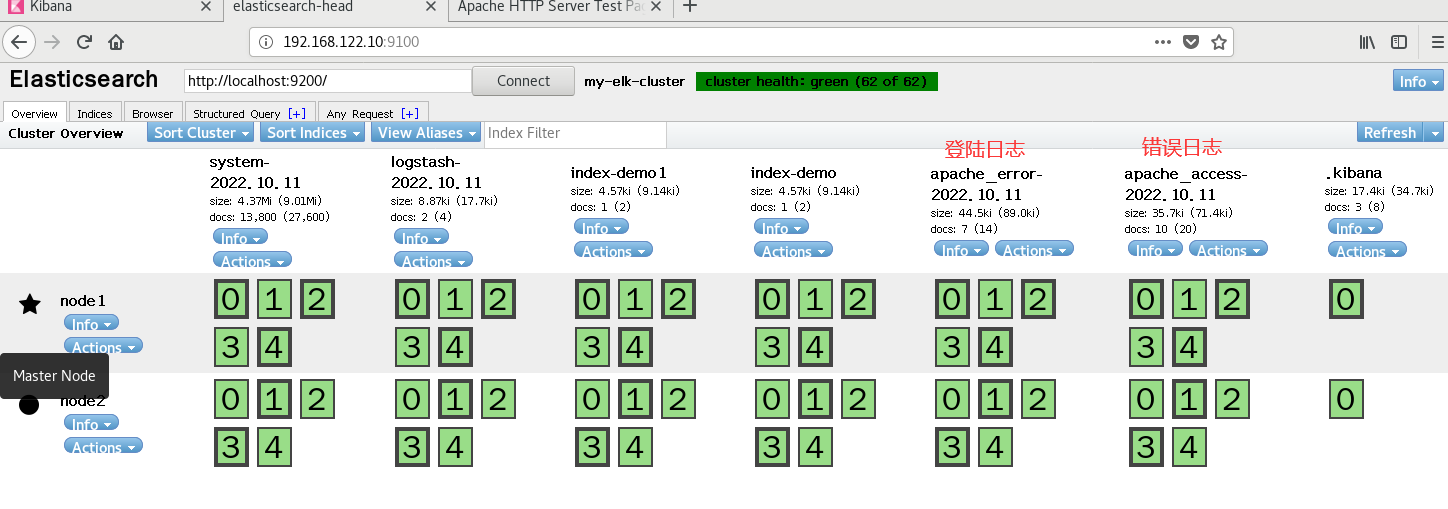 Kibana
elasticsearch-head
Apache HTTP Server Test
192.168.122.10:9100
Elasticsearch
http://localhost:9200/
Connect
my-elk-cluster
cluster health: green (62 of 62)
Info
Overview
Indices
Browser
Structured Query [+]
Any Request [+]
Cluster Overview
Sort Cluster
Sort Indices
View Aliases
Index Filter
Refresh
登陆日志
错误日志
system-
2022.10.11
size: 4.37Mi (9.01Mi)
docs: 13,800 (27,600)
Info
Actions
logstash-
2022.10.11
size: 8.87ki (17.7ki)
docs: 2 (4)
Info
Actions
index-demo1
size: 4.57ki (9.14ki)
docs: 1 (2)
Info
Actions
index-demo
size: 4.57ki (9.14ki)
docs: 1 (2)
Info
Actions
apache_error-
2022.10.11
size: 44.5ki (89.0ki)
docs: 7 (14)
Info
Actions
apache_access-
2022.10.11
size: 35.7ki (71.4ki)
docs: 10 (20)
Info
Actions
.kibana
size: 17.4ki (34.7ki)
docs: 3 (8)
Info
Actions
node1
Info
Actions
0 1 2 0 1 2 0 1 2 0 1 2 0 1 2 0 1 2 0
3 4 3 4 3 4 3 4 3 4 3 4
Master Node
node2
Info
Actions
0 1 2 0 1 2 0 1 2 0 1 2 0 1 2 0 1 2 0
3 4 3 4 3 4 3 4 3 4 3 4